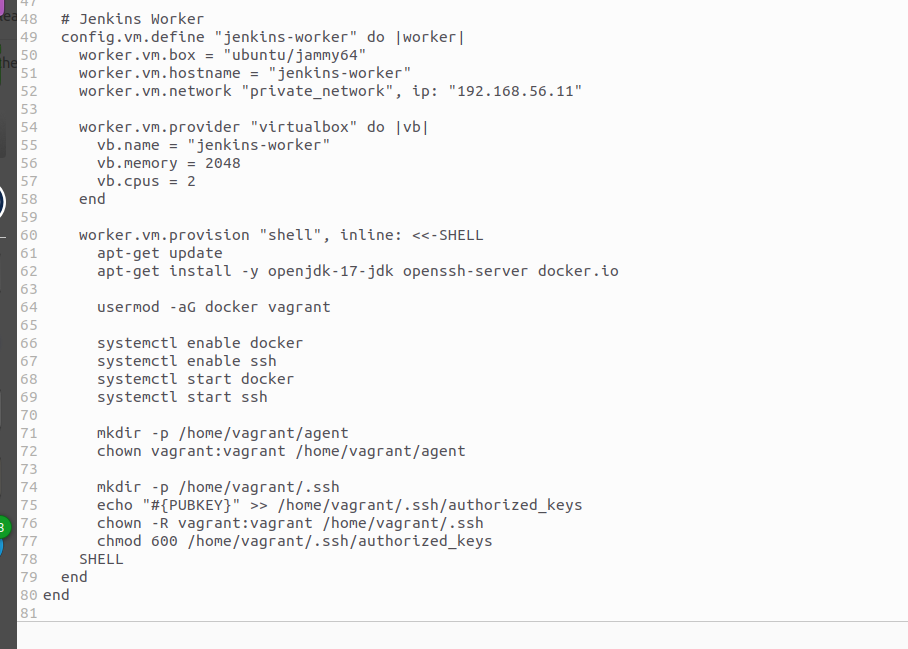 47
48 # Jenkins Worker
49 config.vm.define "jenkins-worker" do |worker|
50 worker.vm.box = "ubuntu/jammy64"
51 worker.vm.hostname = "jenkins-worker"
52 worker.vm.network "private_network", ip: "192.168.56.11"
53
54 worker.vm.provider "virtualbox" do |vb|
55 vb.name = "jenkins-worker"
56 vb.memory = 2048
57 vb.cpus = 2
58 end
59
60 worker.vm.provision "shell", inline: <<-SHELL
61 apt-get update
62 apt-get install -y openjdk-17-jdk openssh-server docker.io
63
64 usermod -aG docker vagrant
65
66 systemctl enable docker
67 systemctl enable ssh
68 systemctl start docker
69 systemctl start ssh
70
71 mkdir -p /home/vagrant/agent
72 chown vagrant:vagrant /home/vagrant/agent
73
74 mkdir -p /home/vagrant/.ssh
75 echo "#{PUBKEY}" >> /home/vagrant/.ssh/authorized_keys
76 chown -R vagrant:vagrant /home/vagrant/.ssh
77 chmod 600 /home/vagrant/.ssh/authorized_keys
78 SHELL
79 end
80 end
81